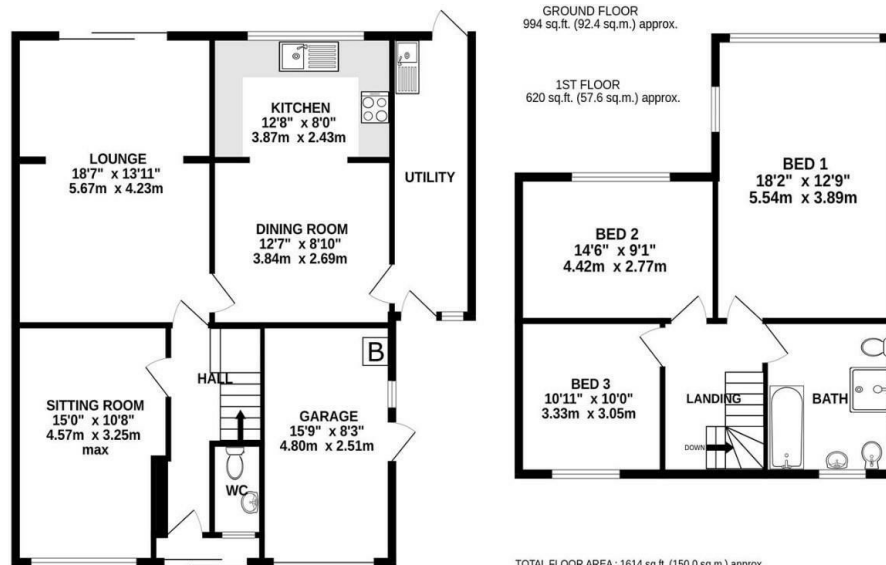 GROUND FLOOR
994 sq.ft. (92.4 sq.m.) approx.
KITCHEN
12'8" x 8'0"
3.87m x 2.43m
LOUNGE
18'7" x 13'11"
5.67m x 4.23m
UTILITY
DINING ROOM
12'7" x 8'10"
3.84m x 2.69m
HALL
B
SITTING ROOM
15'0" x 10'8"
4.57m x 3.25m
max
GARAGE
15'9" x 8'3"
4.80m x 2.51m
WC
1ST FLOOR
620 sq.ft. (57.6 sq.m.) approx.
BED 1
18'2" x 12'9"
5.54m x 3.89m
BED 2
14'6" x 9'1"
4.42m x 2.77m
BED 3
10'11" x 10'0"
3.33m x 3.05m
LANDING
BATH
DOWN
TOTAL FLOOR AREA : 1614 sq.ft. (150.0 sq.m.) approx.